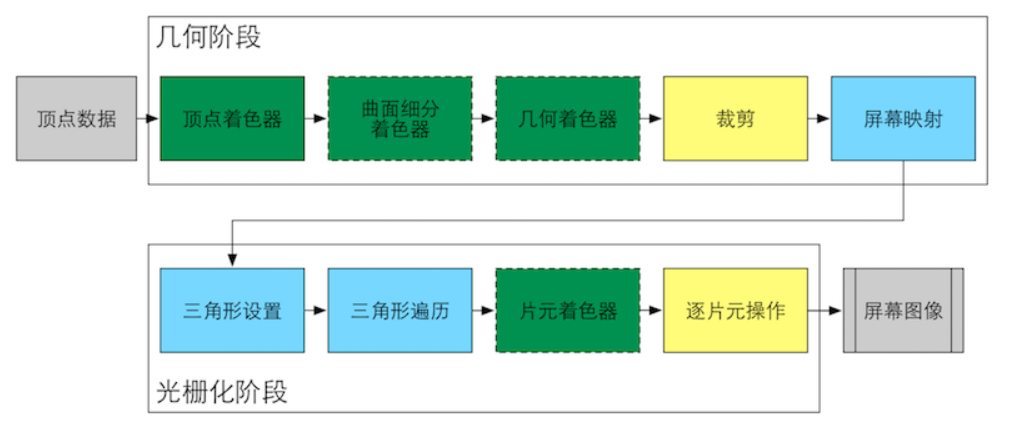 几何阶段
顶点数据
顶点着色器
曲面细分
着色器
几何着色器
裁剪
屏幕映射
三角形设置
三角形遍历
片元着色器
逐片元操作
屏幕图像
光栅化阶段